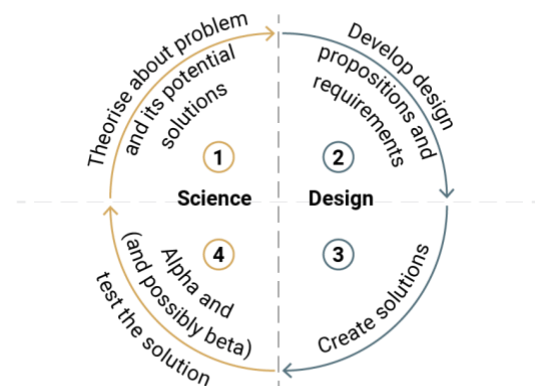 Theorise about problem
and its potential
solutions
1
Develop design
propositions and
requirements
2
Science
Design
4
Alpha and
(and possibly beta)
test the solution
3
Create solutions